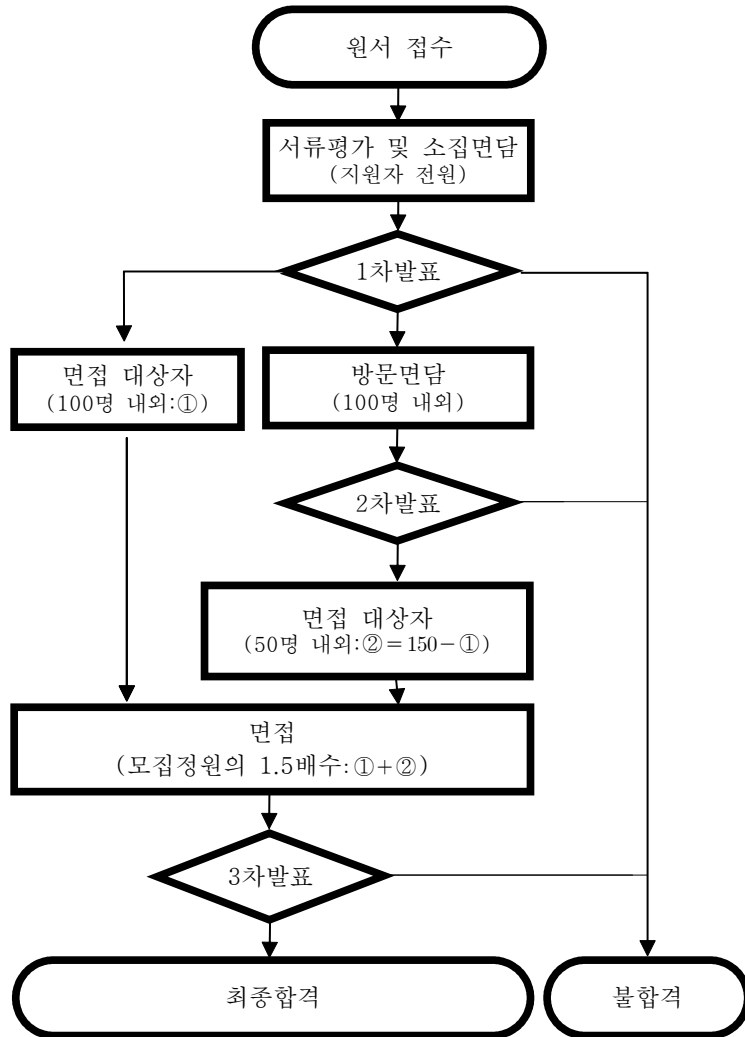 원서 접수
서류평가 및 소집면담
(지원자 전원)
1차발표
면접 대상자
(100명 내외:①)
방문면담
(100명 내외)
2차발표
면접 대상자
(50명 내외:②=150-①)
면접
(모집정원의 1.5배수:①+②)
3차발표
최종합격
불합격